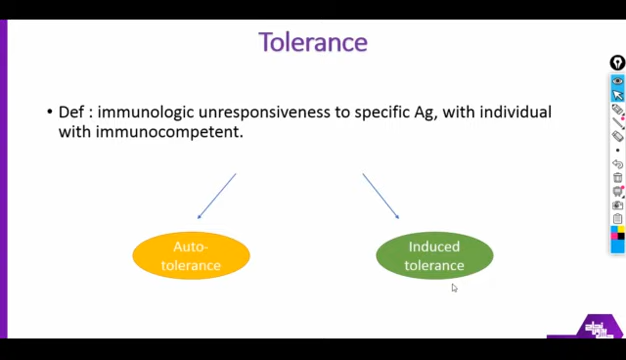 Tolerance
• Def : immunologic unresponsiveness to specific Ag, with individual
with immunocompetent.
Auto-
tolerance
Induced
tolerance